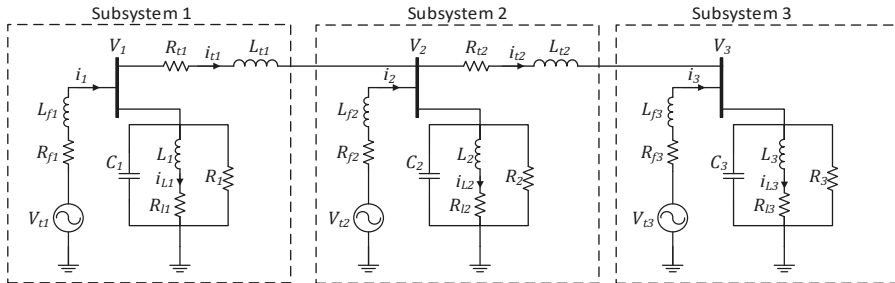 Subsystem 1
Subsystem 2
Subsystem 3
V1 Rt1 it1 Lt1
V2 Rt2 it2 Lt2
V3
i1
i2
i3
Lf1
Lf2
Lf3
Rf1 C1 L1 R1
Rf2 C2 L2 R2
Rf3 C3 L3 R3
iL1
iL2
iL3
Rl1
Rl2
Rl3
Vt1
Vt2
Vt3